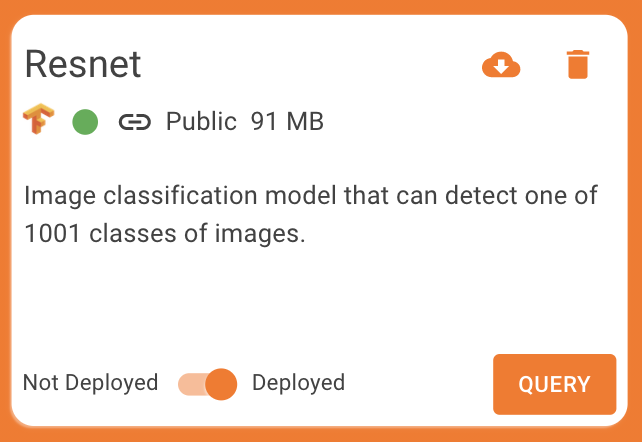 Resnet
Public 91 MB
Image classification model that can detect one of
1001 classes of images.
Not Deployed Deployed
QUERY